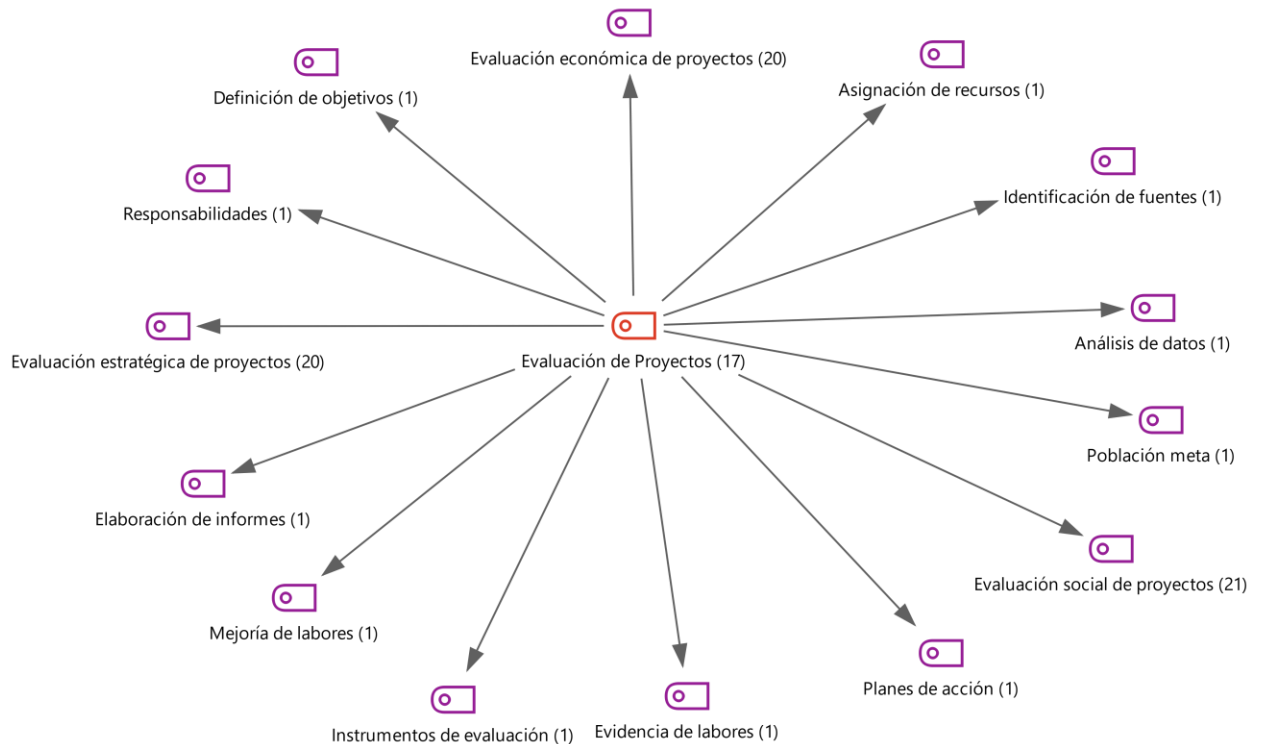 Evaluación económica de proyectos (20)
Definición de objetivos (1)
Asignación de recursos (1)
Identificación de fuentes (1)
Responsabilidades (1)
Análisis de datos (1)
Evaluación estratégica de proyectos (20)
Evaluación de Proyectos (17)
Población meta (1)
Elaboración de informes (1)
Evaluación social de proyectos (21)
Mejoría de labores (1)
Planes de acción (1)
Instrumentos de evaluación (1)
Evidencia de labores (1)